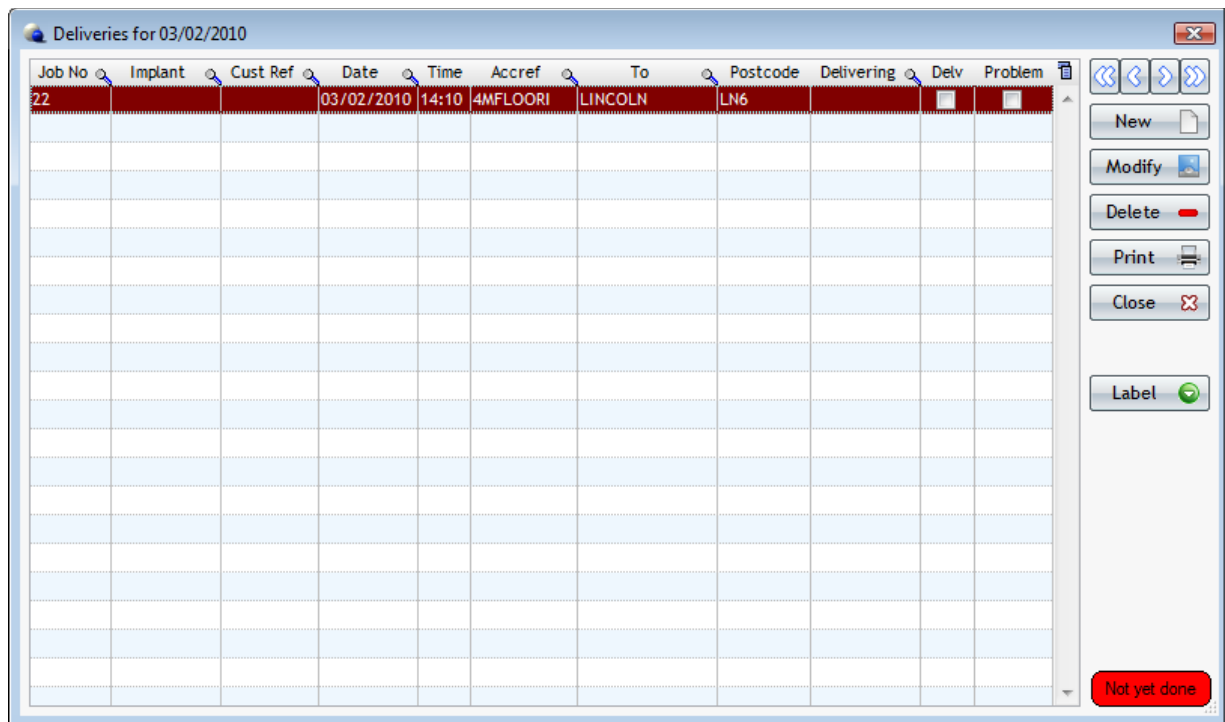 Deliveries for 03/02/2010
Job No Implant Cust Ref Date Time Accref To Postcode Delivering Delv Problem
22 03/02/2010 14:10 4MFLOORI LINCOLN LN6
New
Modify
Delete
Print
Close
Label
Not yet done